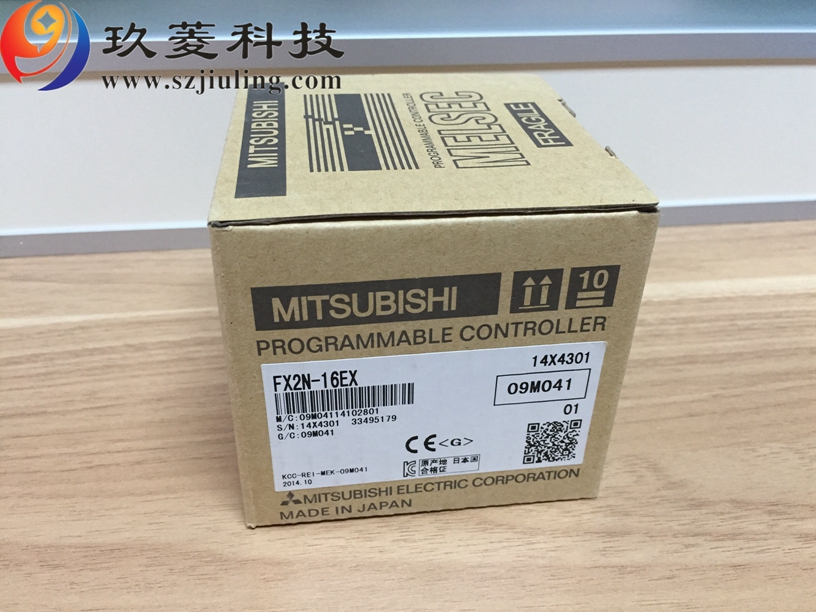 玖菱科技
www.szjiuling.com
MITSUBISHI
PROGRAMMABLE CONTROLLER
MELSEC
FRAGILE
MITSUBISHI
10
PROGRAMMABLE CONTROLLER
14X4301
FX2N-16EX
09M041
M/C:09M04114102801
01
S/N:14X4301 33495179
G/C:09M041
CE<G>
原产地 日本国
合格证
KCC-REI-MEK-09M041
2014.10
MITSUBISHI ELECTRIC CORPORATION
MADE IN JAPAN